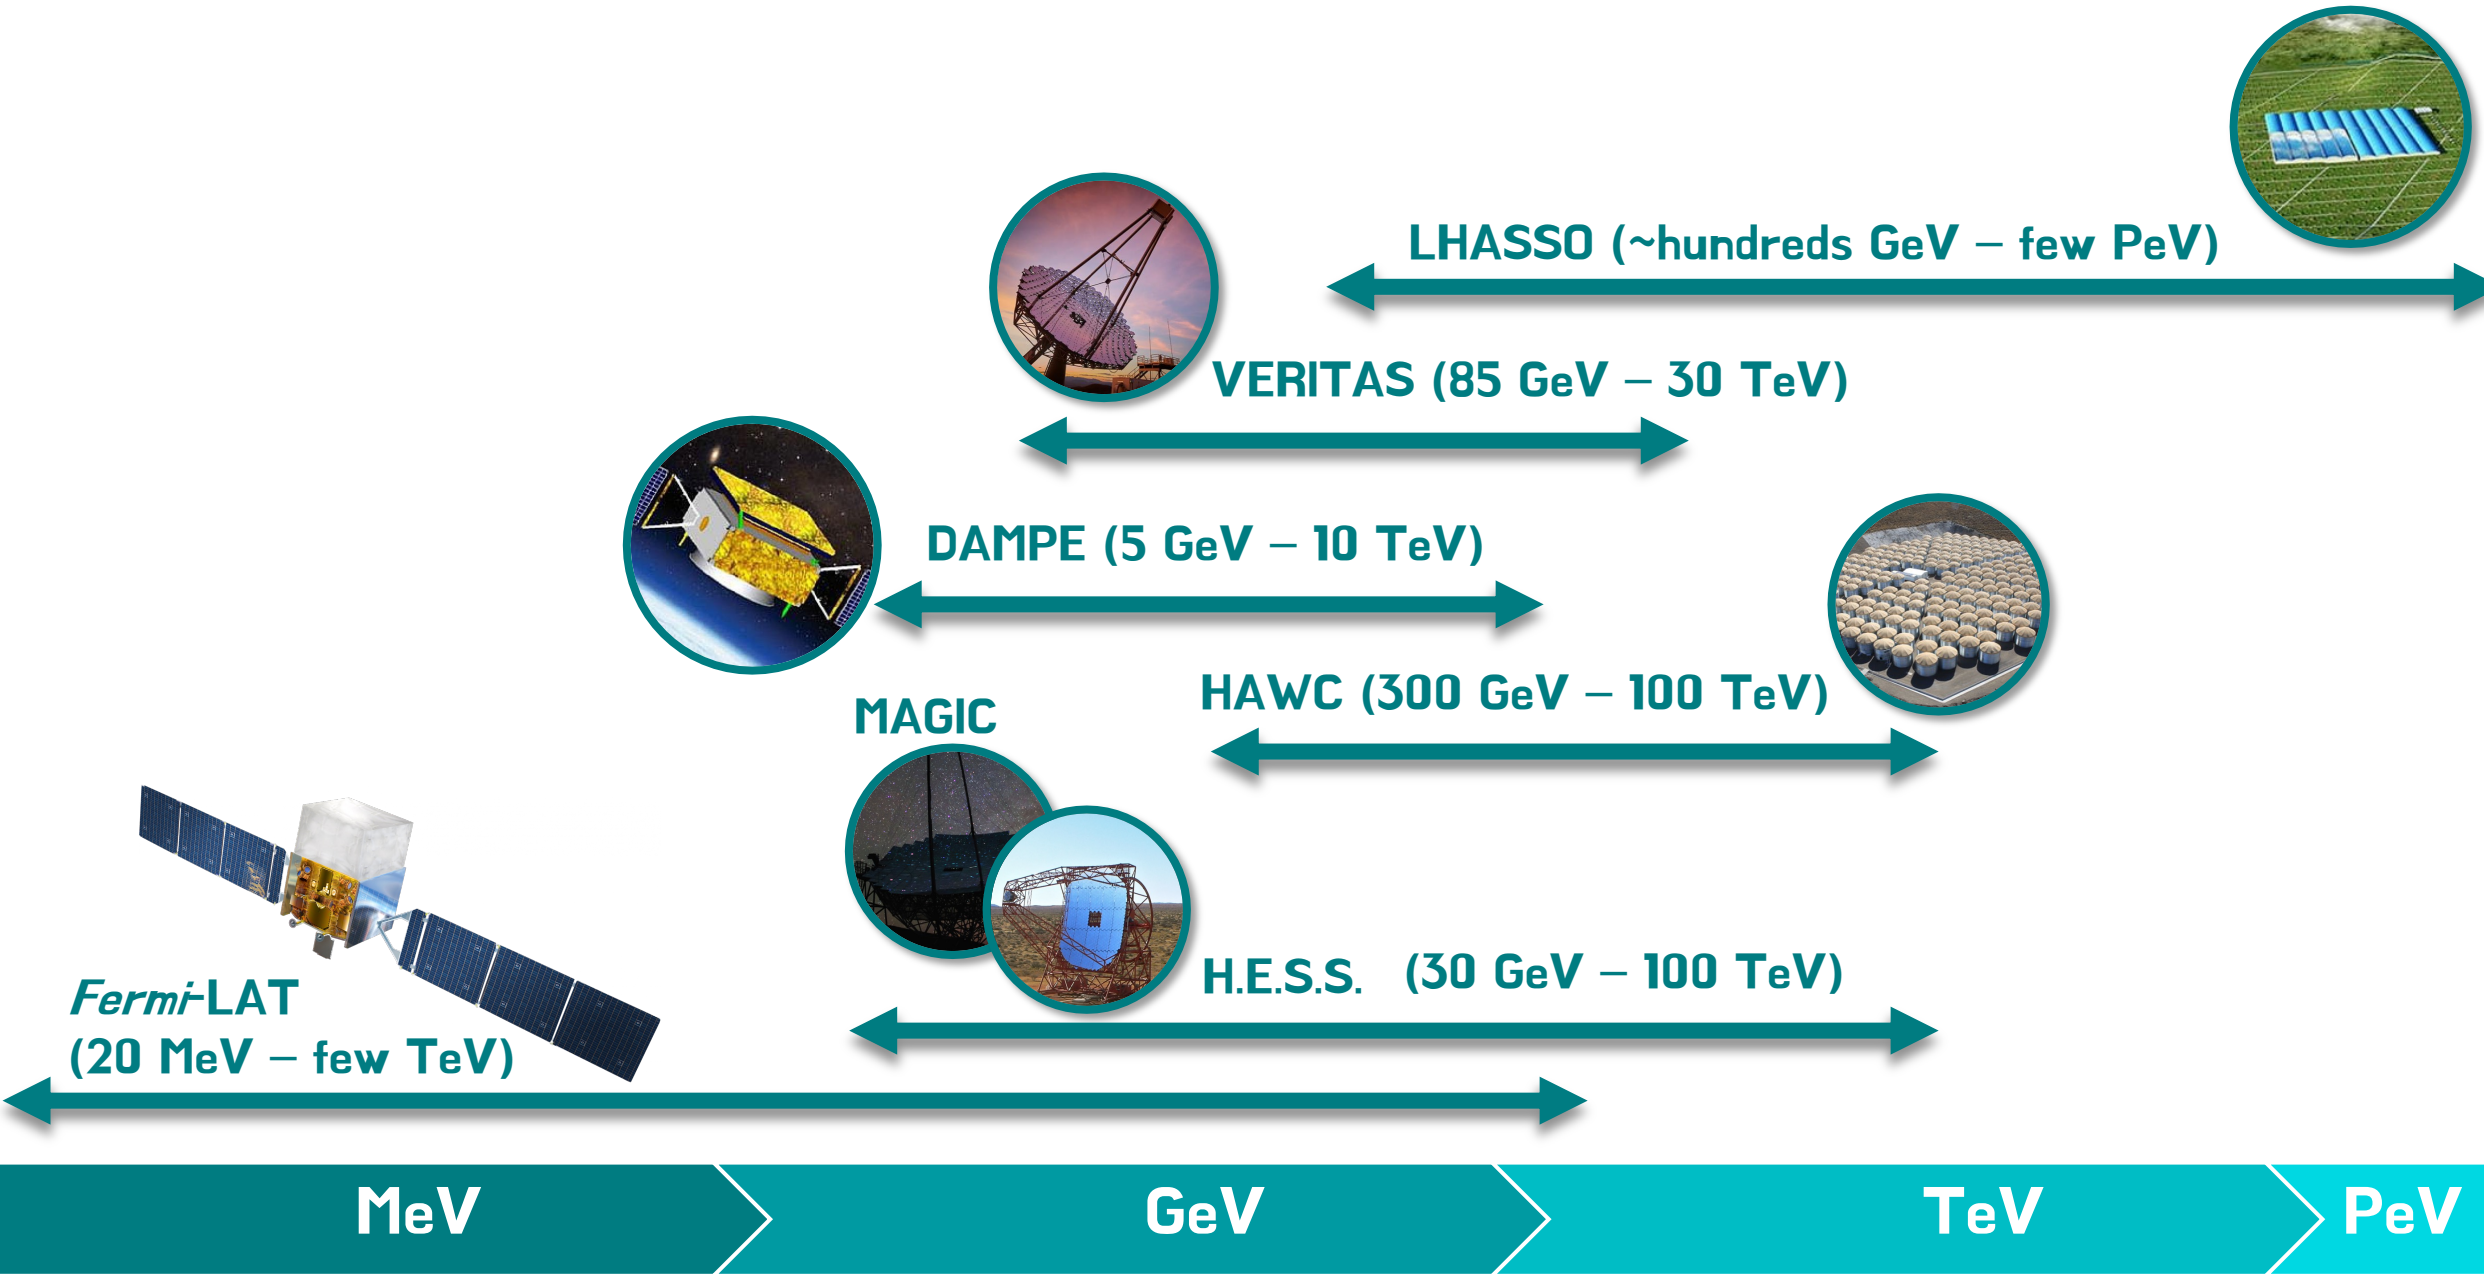 LHASSO (~hundreds GeV – few PeV)
VERITAS (85 GeV – 30 TeV)
DAMPE (5 GeV – 10 TeV)
HAWC (300 GeV – 100 TeV)
MAGIC
H.E.S.S. (30 GeV – 100 TeV)
Fermi-LAT
(20 MeV – few TeV)
MeV GeV TeV PeV